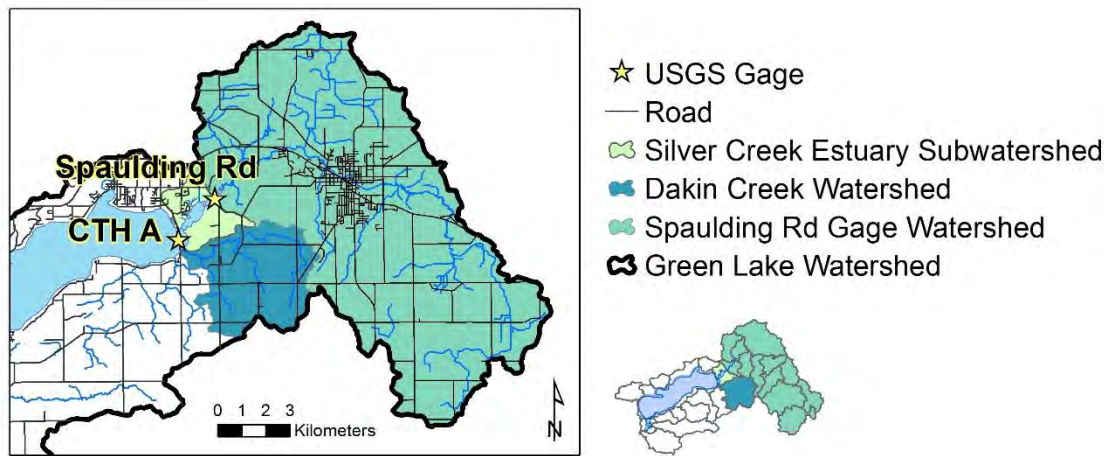 Spaulding Rd
CTH A
0 1 2 3
Kilometers
N
USGS Gage
Road
Silver Creek Estuary Subwatershed
Dakin Creek Watershed
Spaulding Rd Gage Watershed
Green Lake Watershed